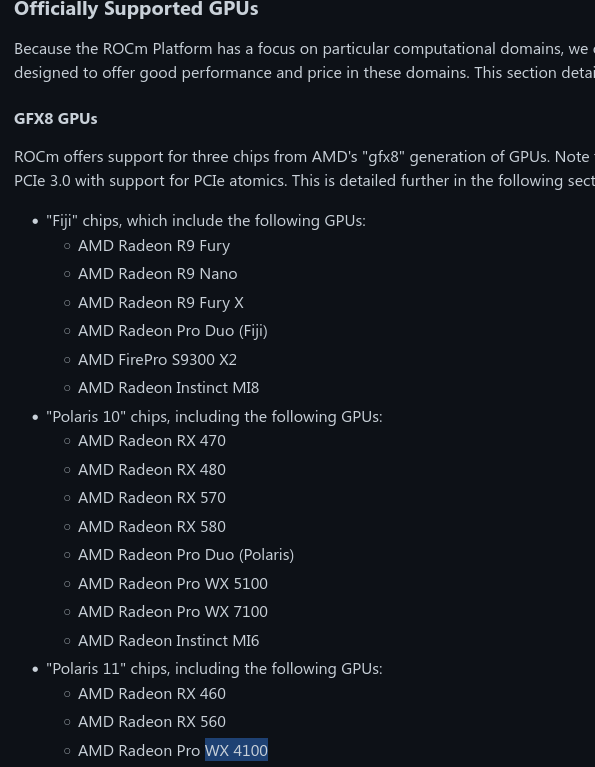 Officially Supported GPUs
Because the ROCm Platform has a focus on particular computational domains, we
designed to offer good performance and price in these domains. This section detai
GFX8 GPUs
ROCm offers support for three chips from AMD's "gfx8" generation of GPUs. Note
PCIe 3.0 with support for PCIe atomics. This is detailed further in the following sect
• "Fiji" chips, which include the following GPUs:
○ AMD Radeon R9 Fury
○ AMD Radeon R9 Nano
○ AMD Radeon R9 Fury X
○ AMD Radeon Pro Duo (Fiji)
○ AMD FirePro S9300 X2
○ AMD Radeon Instinct MI8
• "Polaris 10" chips, including the following GPUs:
○ AMD Radeon RX 470
○ AMD Radeon RX 480
○ AMD Radeon RX 570
○ AMD Radeon RX 580
○ AMD Radeon Pro Duo (Polaris)
○ AMD Radeon Pro WX 5100
○ AMD Radeon Pro WX 7100
○ AMD Radeon Instinct MI6
• "Polaris 11" chips, including the following GPUs:
○ AMD Radeon RX 460
○ AMD Radeon RX 560
○ AMD Radeon Pro WX 4100